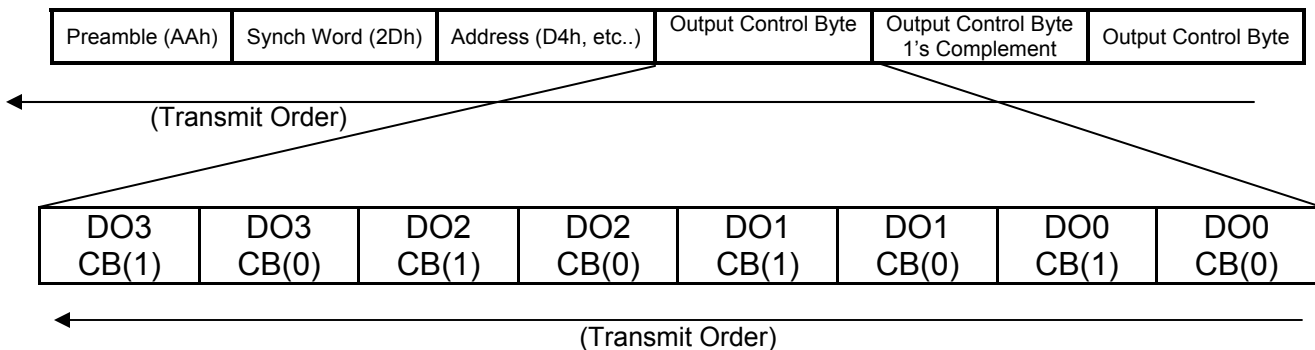 Preamble (AAh) Synch Word (2Dh) Address (D4h, etc..) Output Control Byte Output Control Byte Output Control Byte
1's Complement
(Transmit Order)
DO3 DO3 DO2 DO2 DO1 DO1 DO0 DO0
CB(1) CB(0) CB(1) CB(0) CB(1) CB(0) CB(1) CB(0)
(Transmit Order)